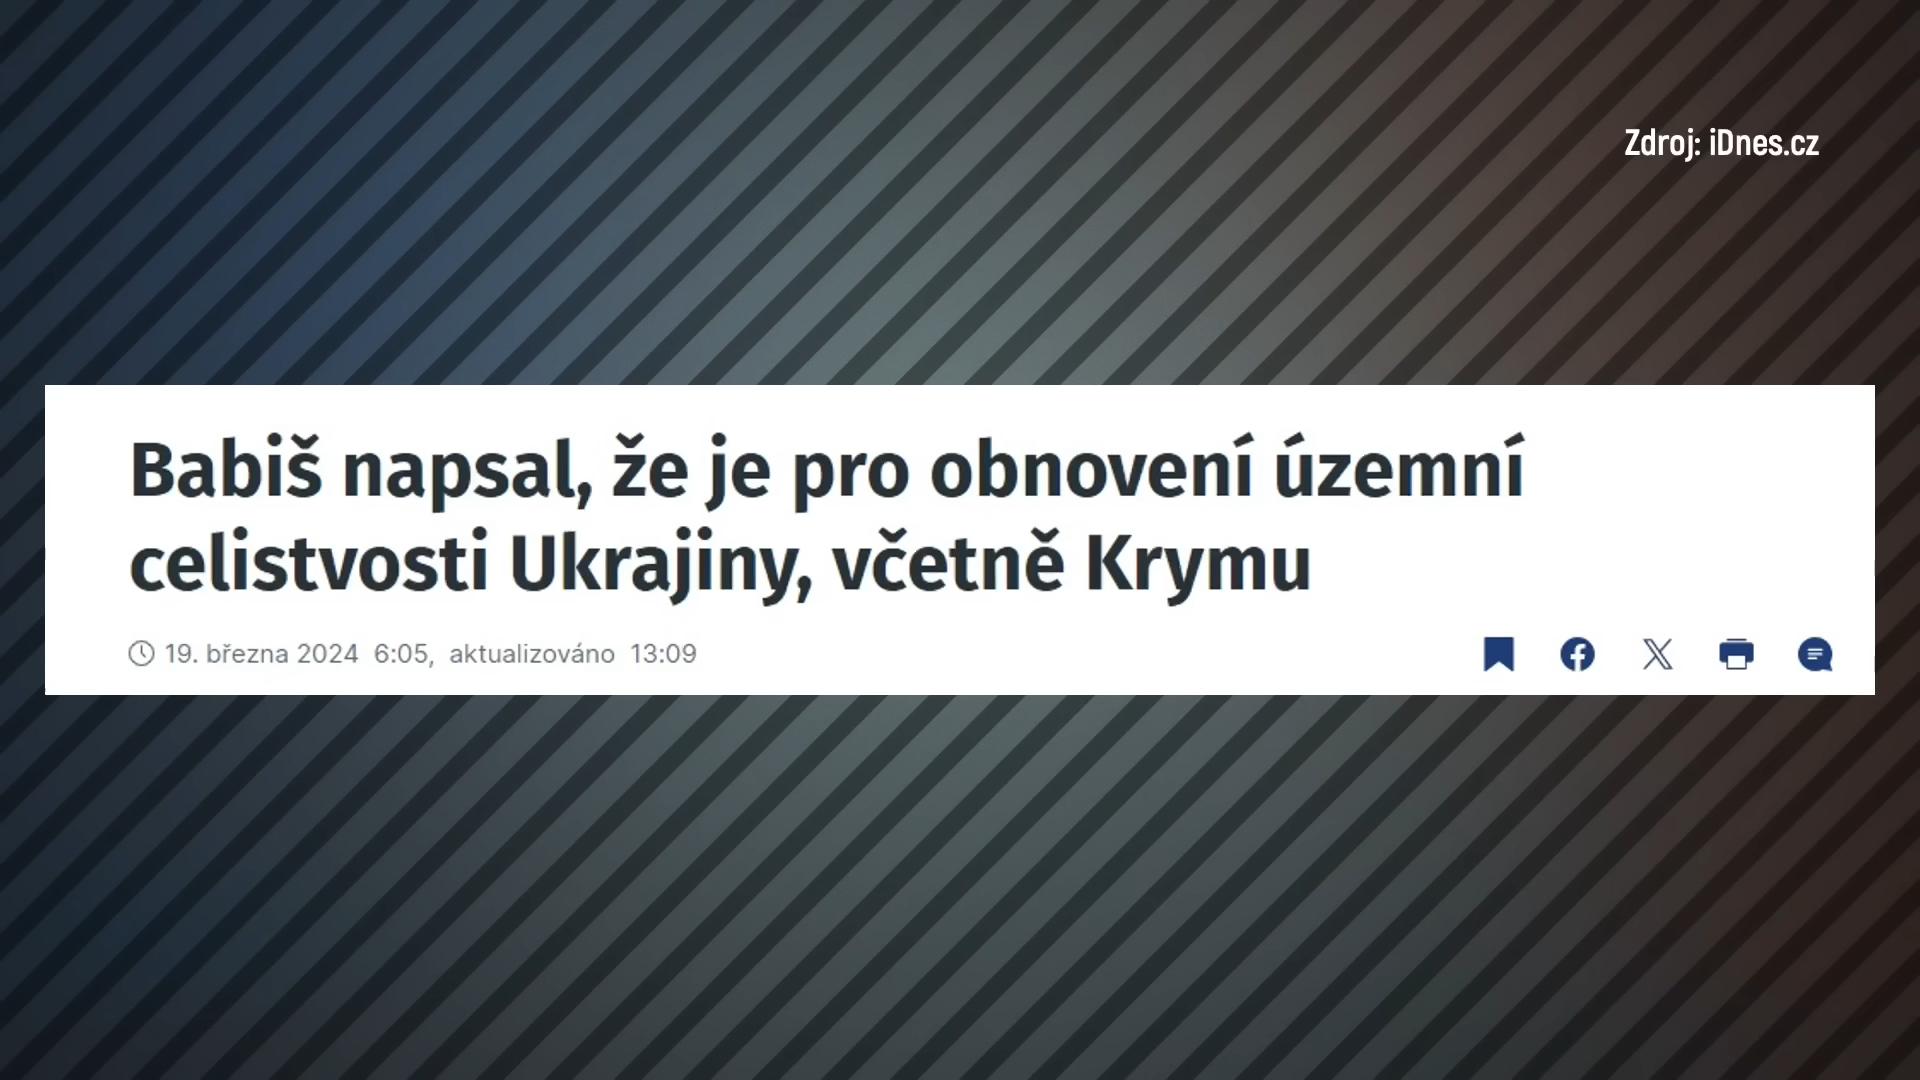 Zdroj: iDnes.cz
Babiš napsal, že je pro obnovení územní
celistvosti Ukrajiny, včetně Krymu
19. března 2024 6:05, aktualizováno 13:09